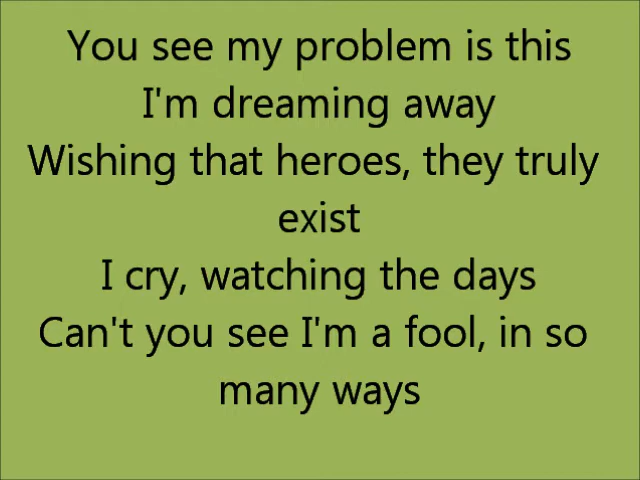 You see my problem is this
I'm dreaming away
Wishing that heroes, they truly
exist
I cry, watching the days
Can't you see I'm a fool, in so
many ways